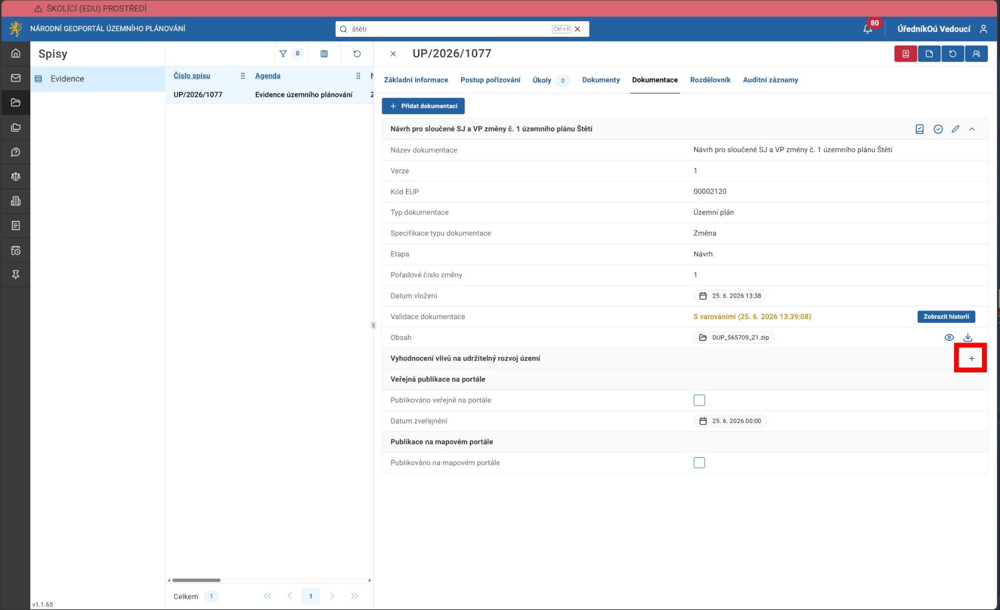 ŠKOLÍCÍ (EDU) PROSTŘEDÍ
NÁRODNÍ GEOPORTÁL ÚZEMNÍHO PLÁNOVÁNÍ
štětí
Ctrl+K
80
ÚředníkOú Vedoucí
Spisy
0
UP/2026/1077
Evidence
Číslo spisu
Agenda
UP/2026/1077
Evidence územního plánování
Základní informace
Postup pořizování
Úkoly
0
Dokumenty
Dokumentace
Rozdělovník
Auditní záznamy
Přidat dokumentaci
Návrh pro sloučené SJ a VP změny č. 1 územního plánu Štětí
Název dokumentace
Návrh pro sloučené SJ a VP změny č. 1 územního plánu Štětí
Verze
1
Kód EUP
00002120
Typ dokumentace
Územní plán
Specifikace typu dokumentace
Změna
Etapa
Návrh
Pořadové číslo změny
1
Datum vložení
25. 6. 2026 13:38
Validace dokumentace
S varováními (25. 6. 2026 13:39:08)
Zobrazit historii
Obsah
DUP_565709_Z1.zip
Vyhodnocení vlivů na udržitelný rozvoj území
Veřejná publikace na portále
Publikováno veřejně na portále
Datum zveřejnění
25. 6. 2026 00:00
Publikace na mapovém portále
Publikováno na mapovém portále
Celkem
1
1
v1.1.65